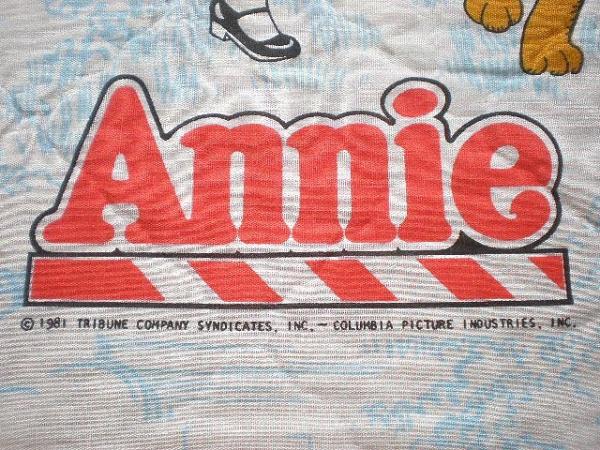 Annie
© 1981 TRIBUNE COMPANY SYNDICATES, INC. – COLUMBIA PICTURE INDUSTRIES, INC.